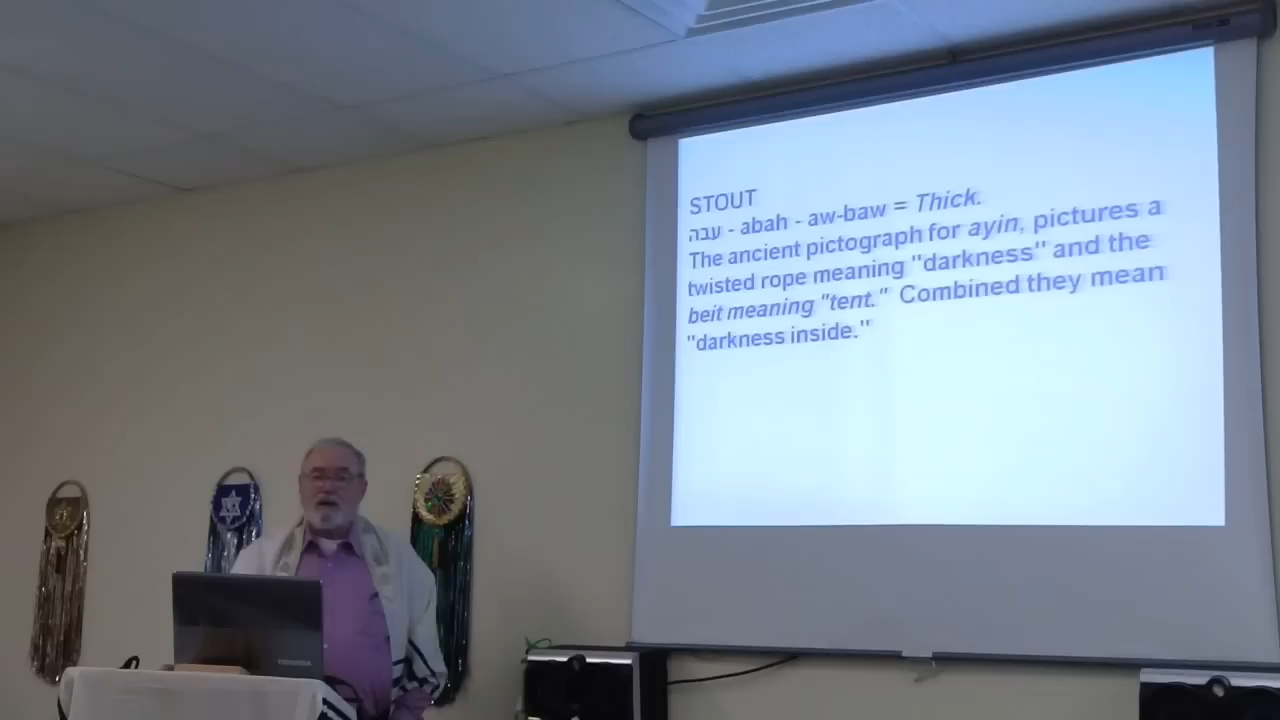 STOUT
עבה - abah - aw-baw = Thick.
The ancient pictograph for ayin, pictures a
twisted rope meaning "darkness" and the
beit meaning "tent." Combined they mean
"darkness inside."
TOSHIBA